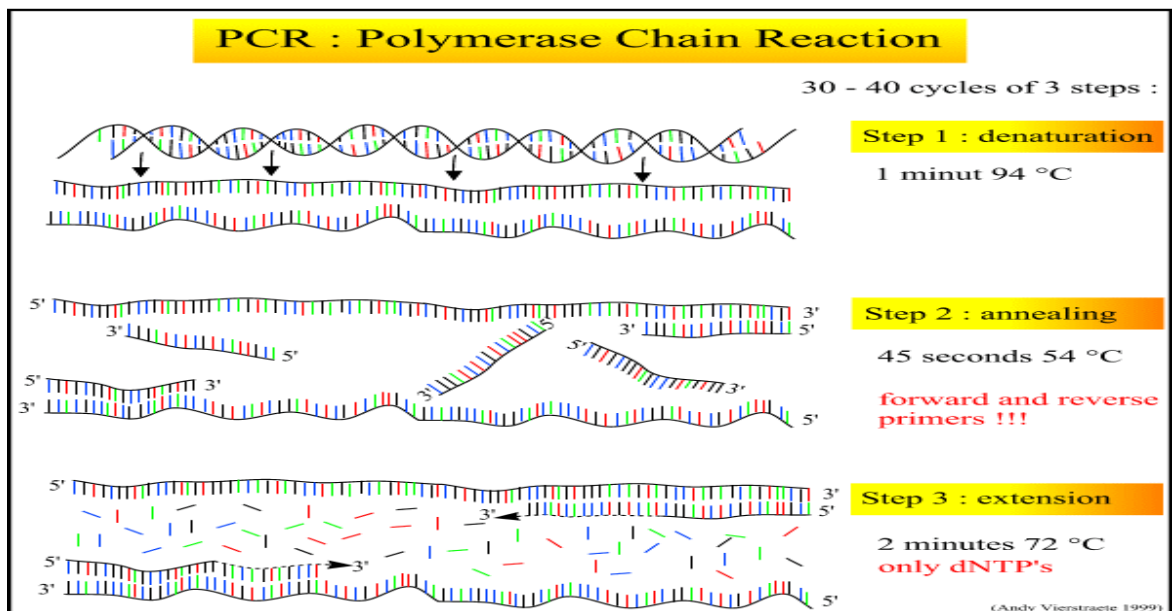 PCR : Polymerase Chain Reaction
30 - 40 cycles of 3 steps :
Step 1 : denaturation
1 minut 94 °C
5'
3'
3'
5'
3'
5'
5'
3'
Step 2 : annealing
45 seconds 54 °C
forward and reverse
primers !!!
5'
3'
3'
5'
3'
5'
5'
3'
3'
5'
Step 3 : extension
2 minutes 72 °C
only dNTP's
5'
3'
3'
5'
(Andy Vierstraete 1999)